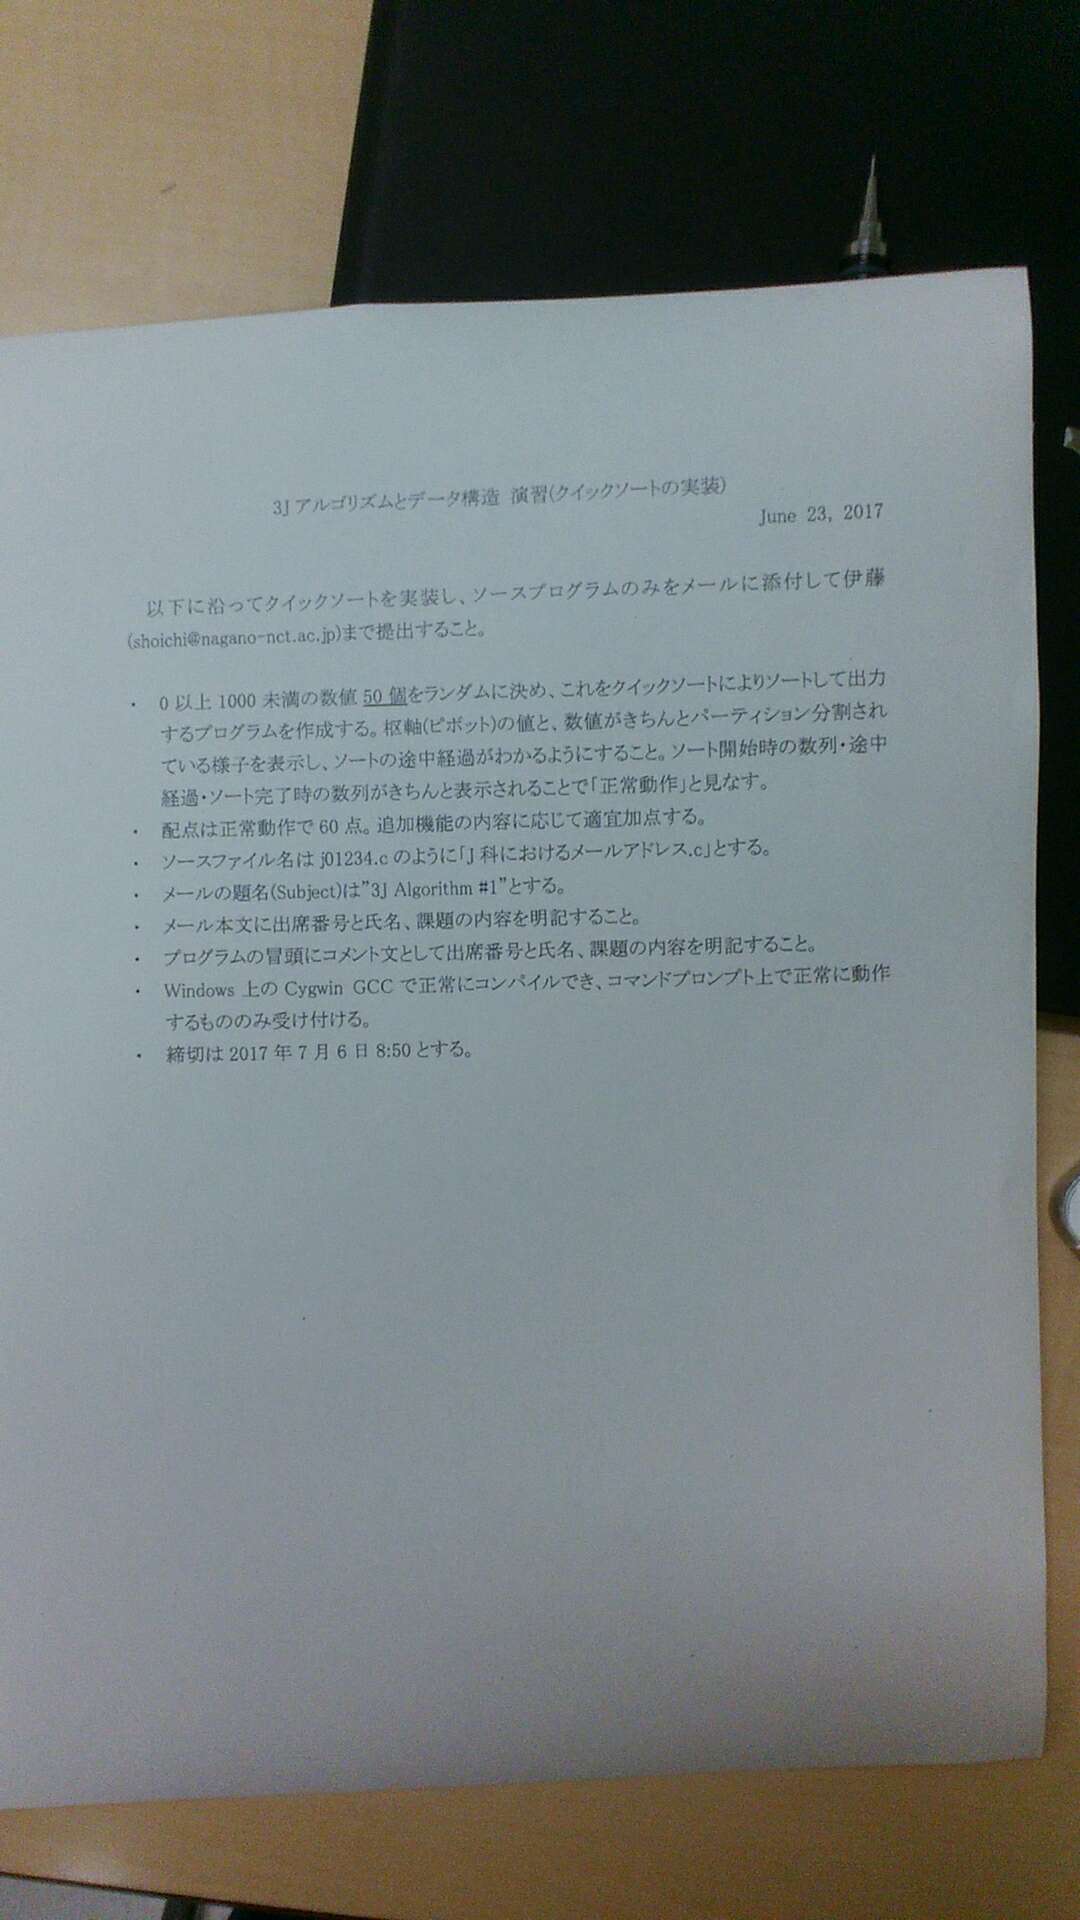 3J アルゴリズムとデータ構造 演習(クイックソートの実装)
June 23, 2017
以下に沿ってクイックソートを実装し、ソースプログラムのみをメールに添付して伊藤
(shoichi@nagano-nct.ac.jp)まで提出すること。
・ 0 以上 1000 未満の数値 50 個をランダムに決め、これをクイックソートによりソートして出力
するプログラムを作成する。枢軸(ピボット)の値と、数値がきちんとパーティション分割され
ている様子を表示し、ソートの途中経過がわかるようにすること。ソート開始時の数列・途中
経過・ソート完了時の数列がきちんと表示されることで「正常動作」と見なす。
・ 配点は正常動作で 60 点。追加機能の内容に応じて適宜加点する。
・ ソースファイル名は j01234.c のように「J 科におけるメールアドレス.c」とする。
・ メールの題名(Subject)は”3J Algorithm #1”とする。
・ メール本文に出席番号と氏名、課題の内容を明記すること。
・ プログラムの冒頭にコメント文として出席番号と氏名、課題の内容を明記すること。
・ Windows 上の Cygwin GCC で正常にコンパイルでき、コマンドプロンプト上で正常に動作
するもののみ受け付ける。
・ 締切は 2017 年 7 月 6 日 8:50 とする。